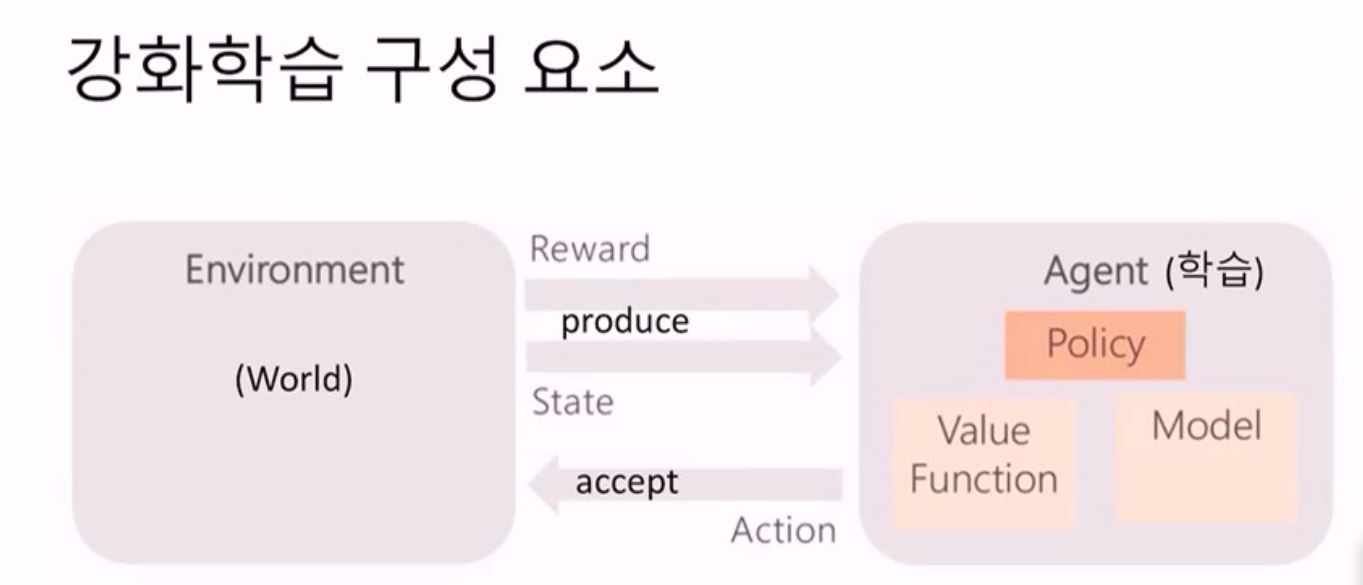 강화학습 구성 요소
Environment
(World)
Reward
produce
State
accept
Action
Agent (학습)
Policy
Value
Function
Model